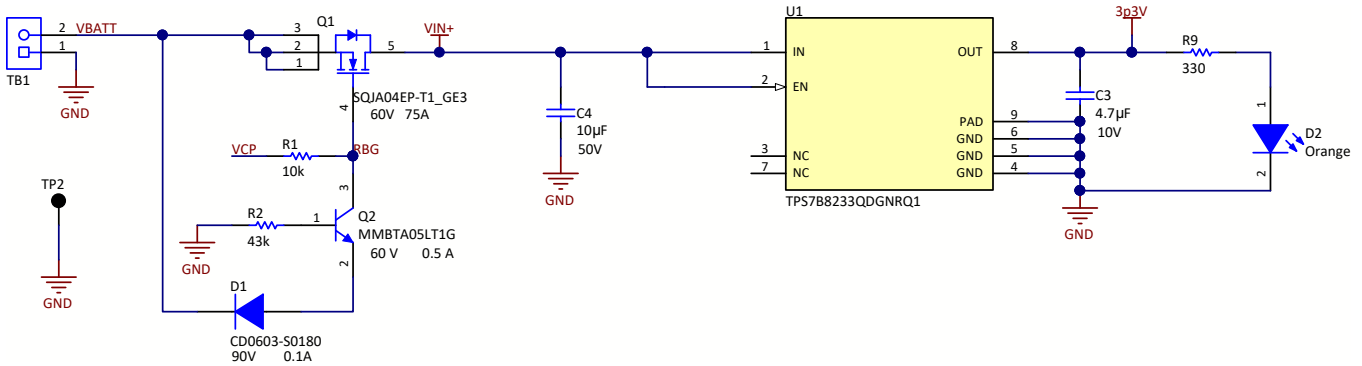 U1
3p3V
Q1
2 VBATT
1
TB1
GND
3
2
1
5
VIN+
4
SQJA04EP-T1_GE3
60V 75A
C4
10µF
50V
GND
1 IN
2 EN
3 NC
7 NC
OUT 8
PAD 9
GND 6
GND 5
GND 4
TPS7B8233QDGNRQ1
C3
4.7µF
10V
GND
R9
330
1
D2
Orange
2
VCP
R1
10k
RBG
TP2
GND
3
R2
43k
1
Q2
MMBTA05LT1G
60 V 0.5 A
GND
2
D1
CD0603-S0180
90V 0.1A